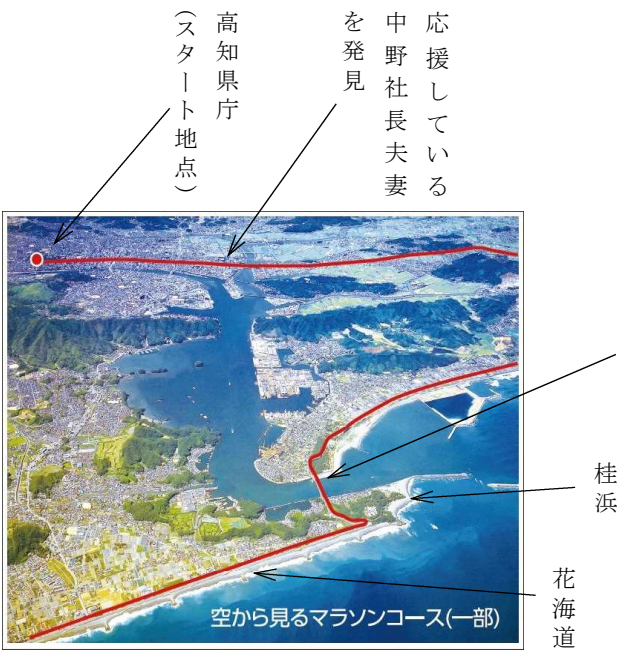 応援している
中野社長夫妻
を発見
高知県庁
(スタート地点)
桂浜
花海道
空から見るマラソンコース(一部)